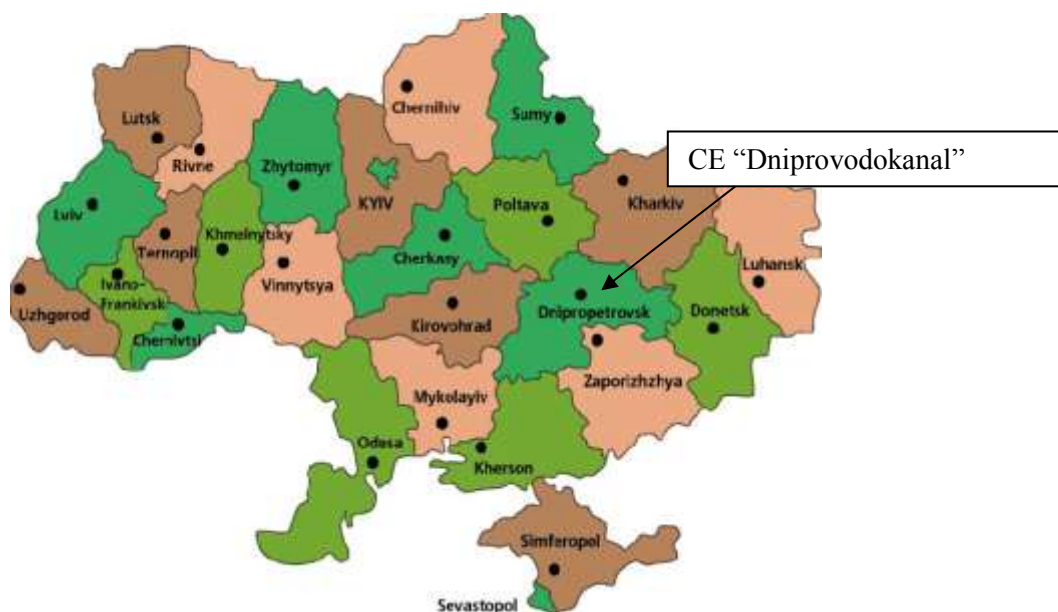 Chernihiv
Sumy
Lutsk
Rivne
Zhytomyr
CE “Dniprovodokanal”
KYIV
Poltava
Kharkiv
Lviv
Ternopil
Khmelnytsky
Cherkasy
Luhansk
Vinnytsya
Ivano-
Frankivsk
Uzhgorod
Kirovohrad
Dnipropetrovsk
Donetsk
Chernivtsi
Zaporizhzhya
Mykolayiv
Odesa
Kherson
Simferopol
Sevastopol